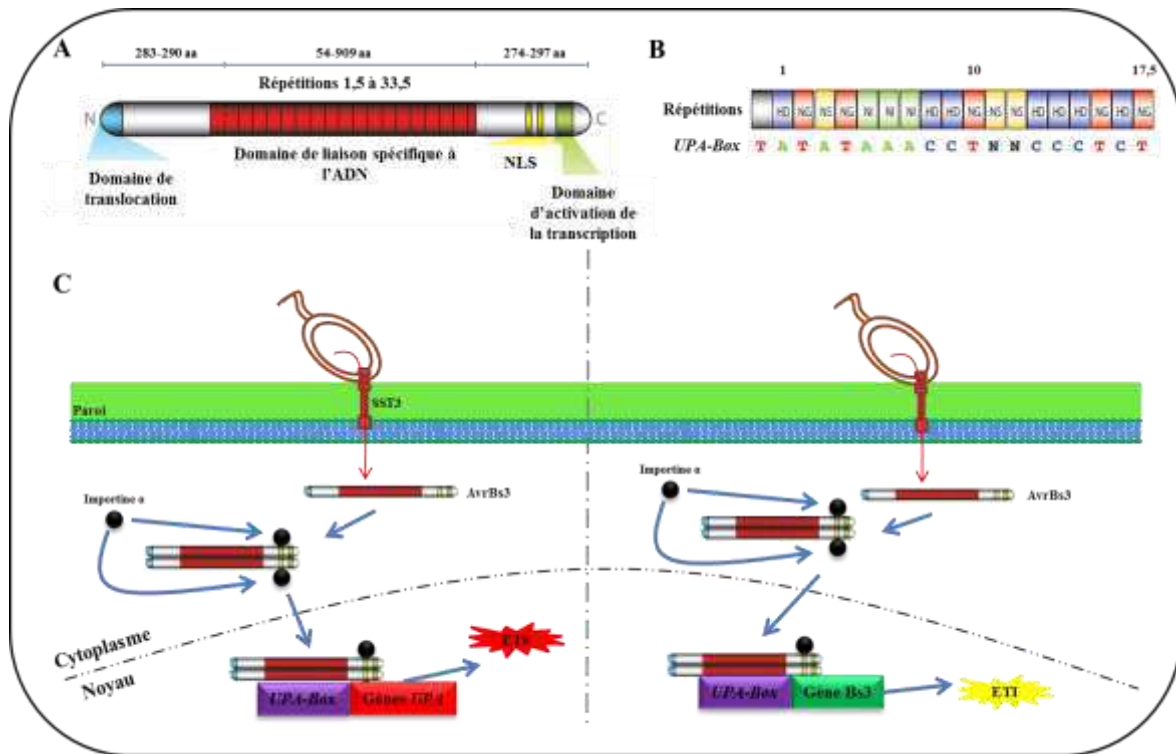 A
283-290 aa 54-909 aa 274-297 aa
Répétitions 1,5 à 33,5
N C
Domaine de liaison spécifique à
l'ADN
NLS
Domaine de
translocation
Domaine
d'activation de
la transcription
B
1 10 17,5
Répétitions HD NG NS NG NI NI NI HD HD NG NS NS HD HD HD NG HD NG
UPA-Box T A T A T A A A C C T N N C C C T C T
C
Paroi
SST3
Importine α
AvrBs3
Cytoplasme
Noyau
UPA-Box Gènes UPA
ETS
Importine α
AvrBs3
UPA-Box Gène Bs3
ETI